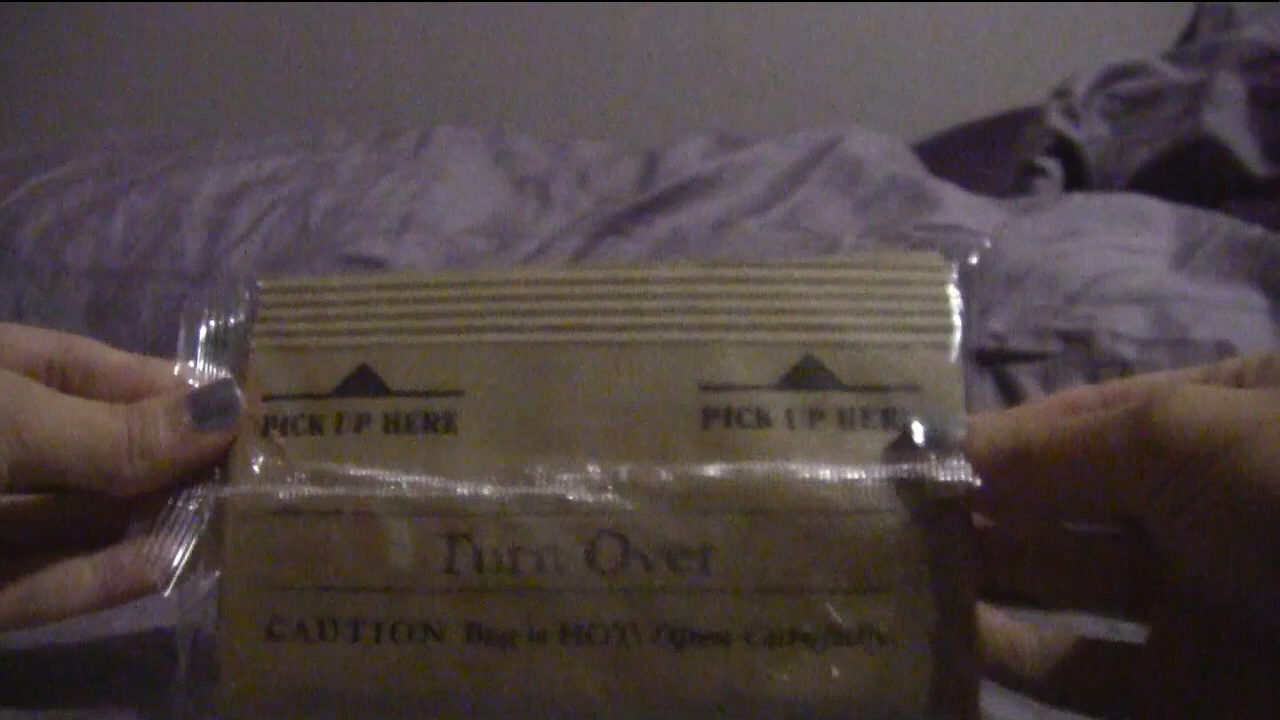 PICK UP HERE PICK UP HERE
Turn Over
CAUTION Bag is HOT! Open Carefully.